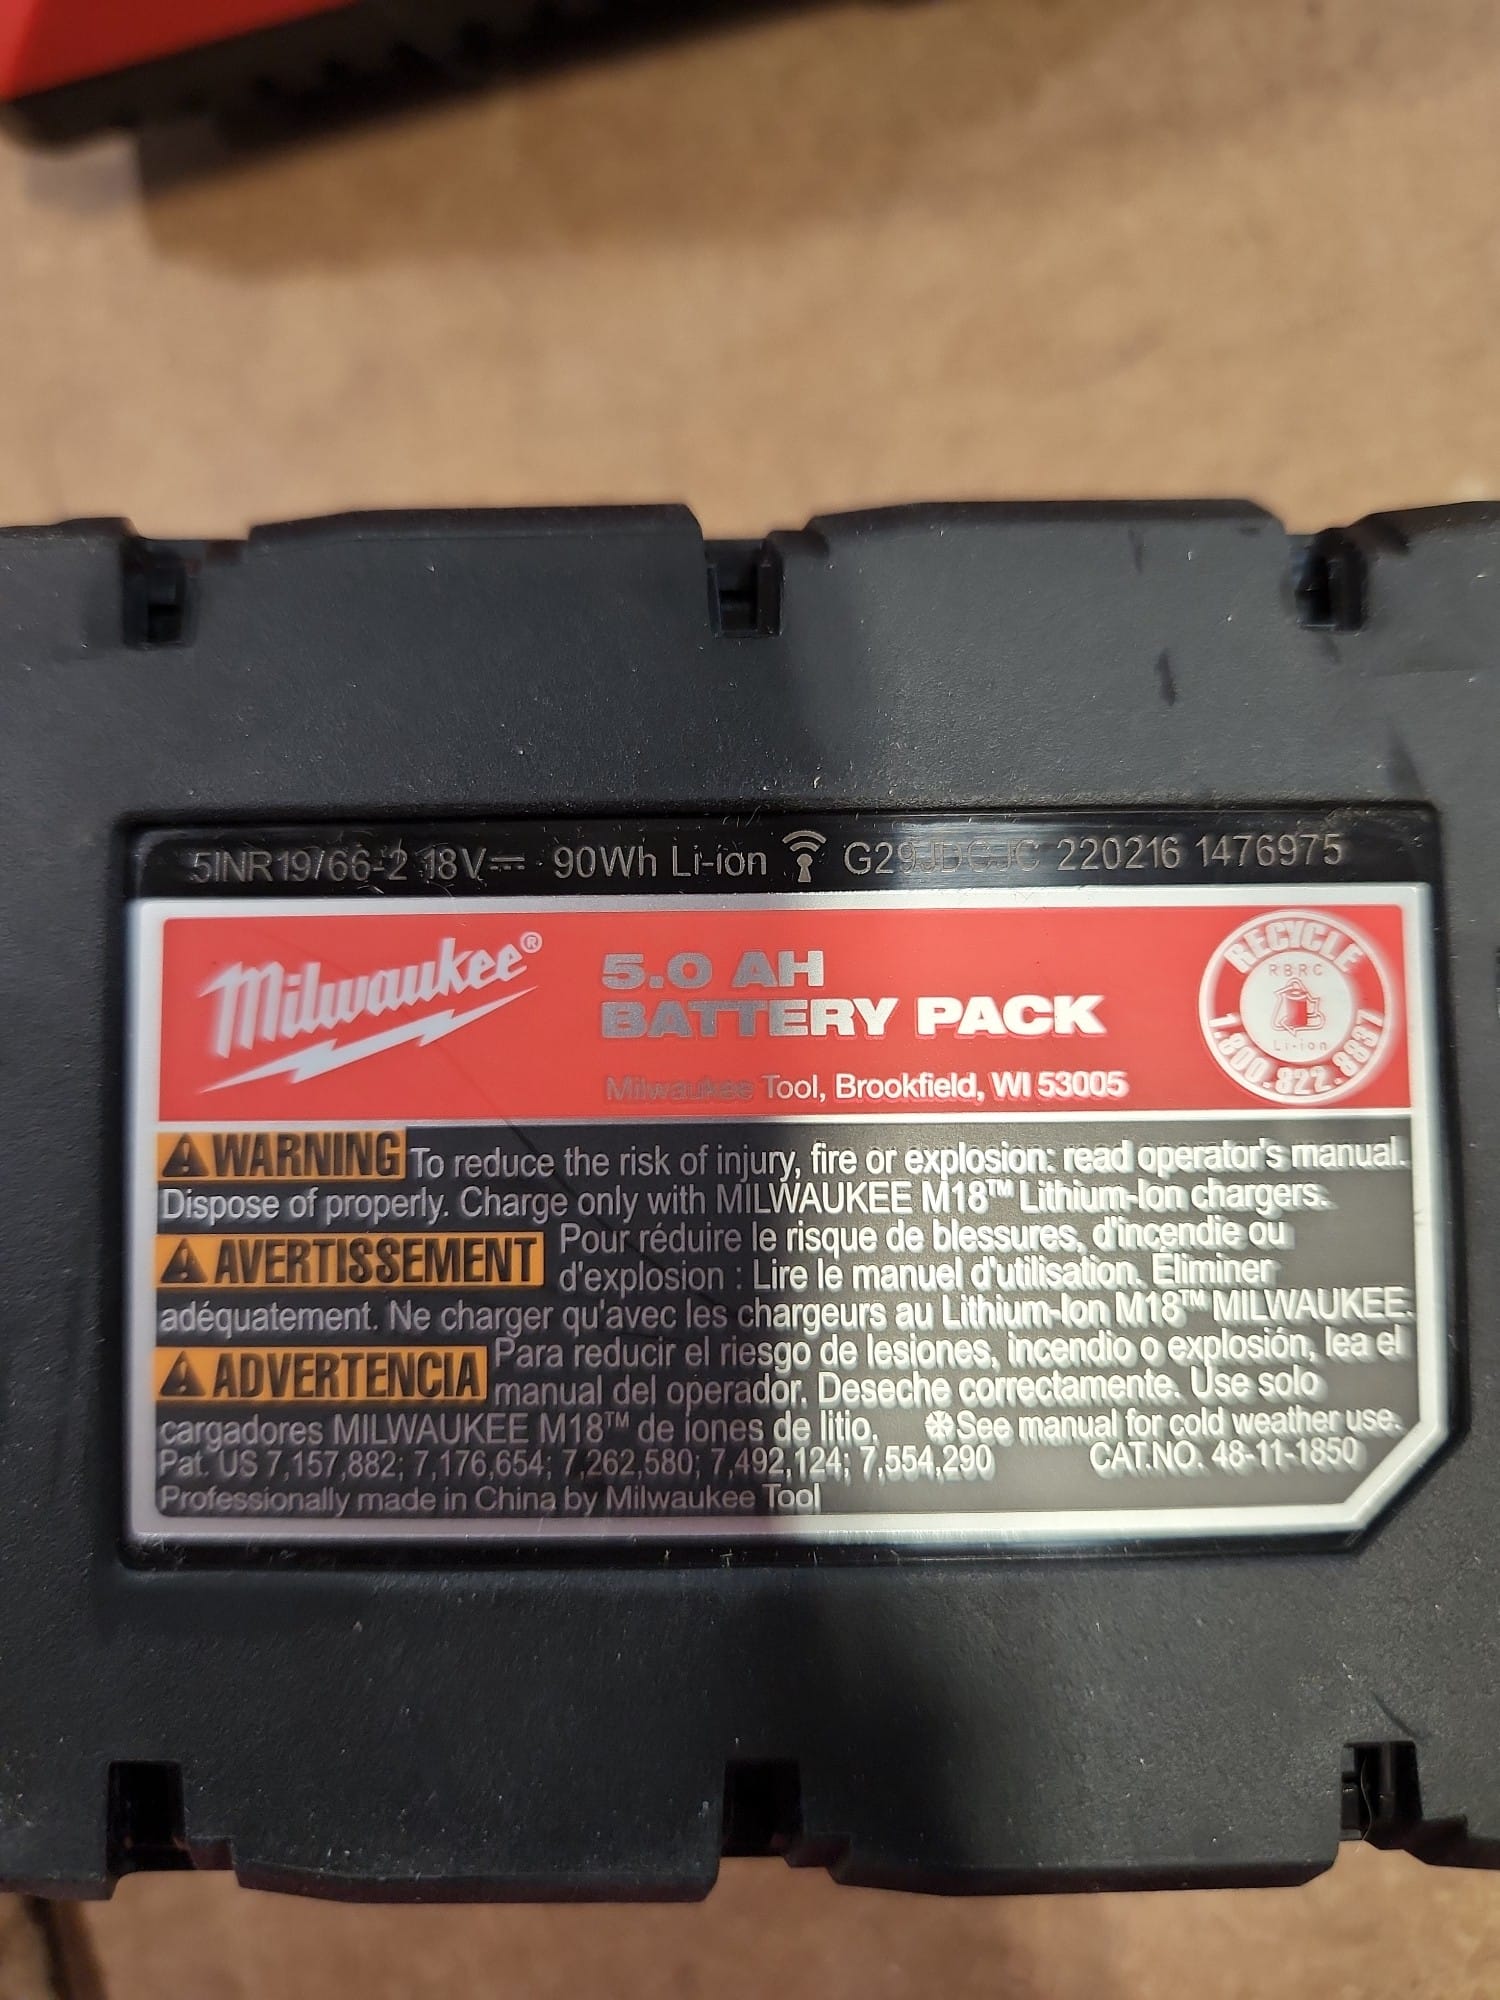 5INR19/66-2 18V⎓ 90Wh Li-ion G29JDCJC 220216 1476975
Milwaukee®
5.0 AH
BATTERY PACK
Milwaukee Tool, Brookfield, WI 53005
RECYCLE
RBRC
Li-ion
1.800.822.8837
WARNING To reduce the risk of injury, fire or explosion: read operator's manual.
Dispose of properly. Charge only with MILWAUKEE M18™ Lithium-Ion chargers.
AVERTISSEMENT Pour réduire le risque de blessures, d'incendie ou
d'explosion : Lire le manuel d'utilisation. Éliminer
adéquatement. Ne charger qu'avec les chargeurs au Lithium-Ion M18™ MILWAUKEE.
ADVERTENCIA Para reducir el riesgo de lesiones, incendio o explosión, lea el
manual del operador. Deseche correctamente. Use solo
cargadores MILWAUKEE M18™ de iones de litio. See manual for cold weather use.
Pat. US 7,157,882; 7,176,654; 7,262,580; 7,492,124; 7,554,290 CAT.NO. 48-11-1850
Professionally made in China by Milwaukee Tool